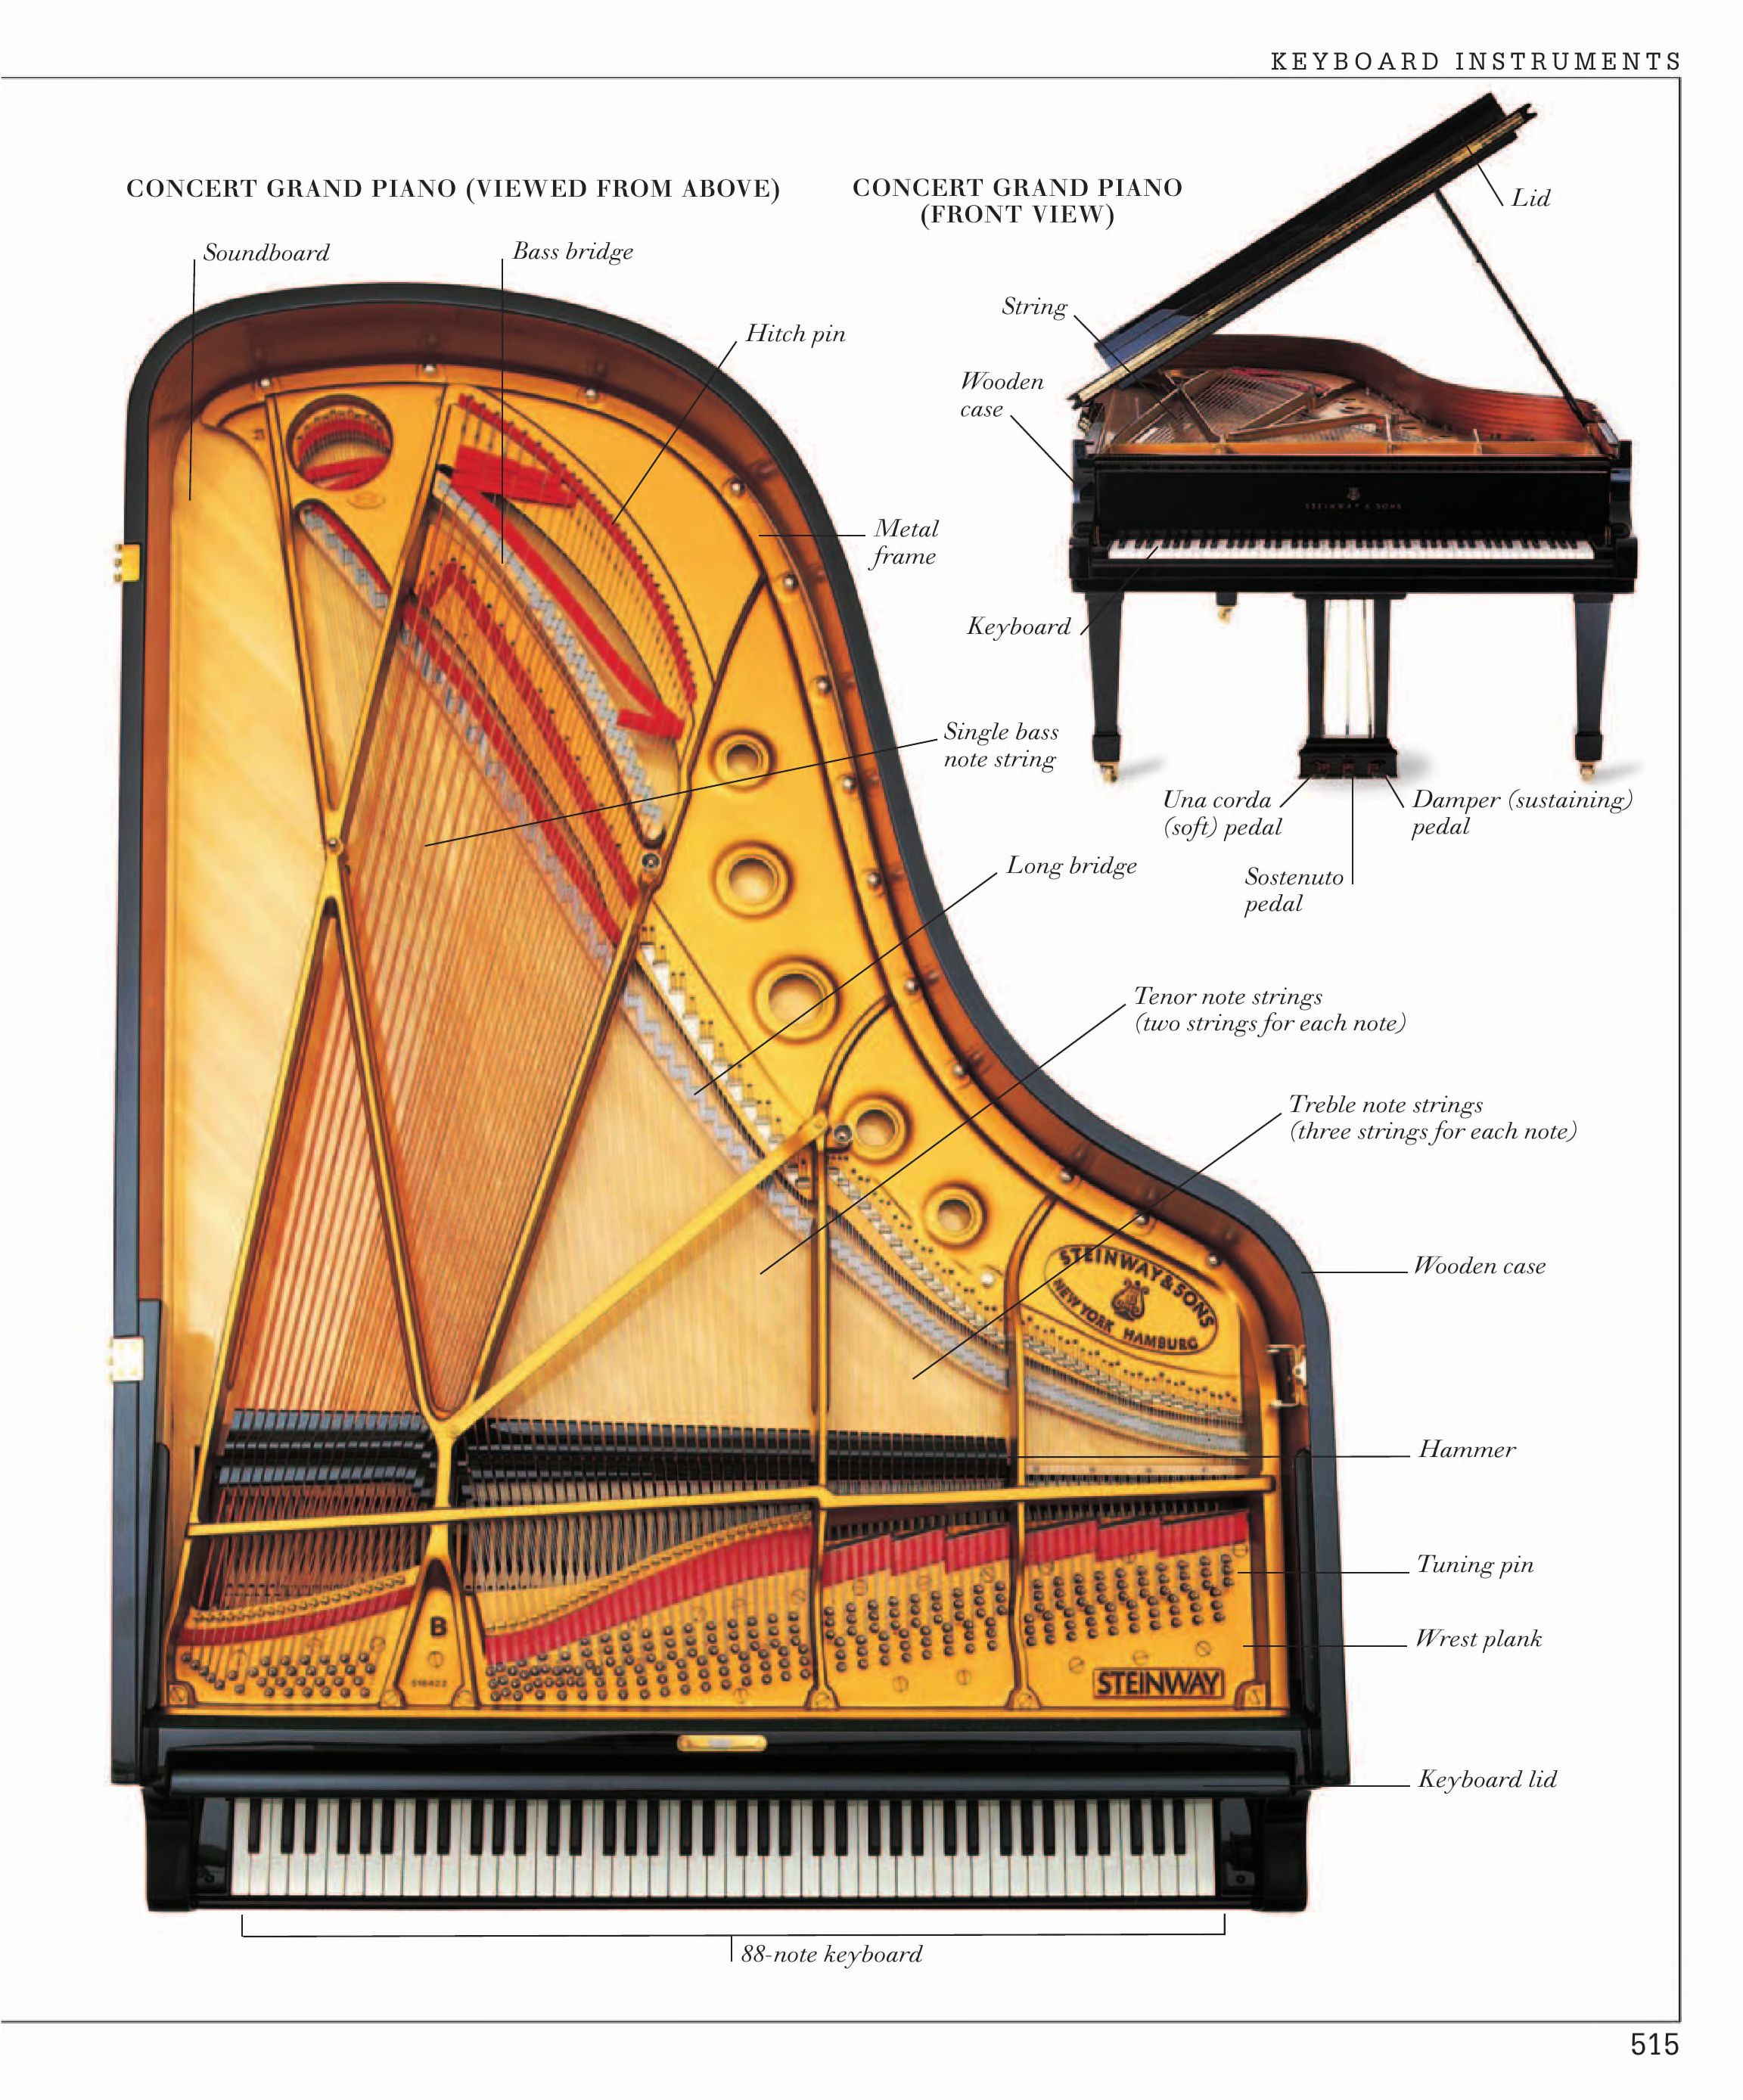 KEYBOARD INSTRUMENTS
CONCERT GRAND PIANO (VIEWED FROM ABOVE)
CONCERT GRAND PIANO
(FRONT VIEW)
Lid
Soundboard
Bass bridge
String
Hitch pin
Wooden
case
STEINWAY & SONS
Metal
frame
Keyboard
Single bass
note string
Una corda
(soft) pedal
Damper (sustaining)
pedal
Long bridge
Sostenuto
pedal
Tenor note strings
(two strings for each note)
Treble note strings
(three strings for each note)
STEINWAY & SONS
NEW YORK HAMBURG
Wooden case
Hammer
Tuning pin
B
Wrest plank
STEINWAY
Keyboard lid
88-note keyboard
515